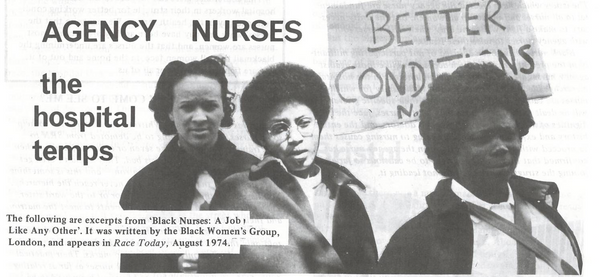 AGENCY NURSES
the
hospital
temps
BETTER
CONDITIONS
The following are excerpts from 'Black Nurses: A Job
Like Any Other'. It was written by the Black Women's Group,
London, and appears in Race Today, August 1974.